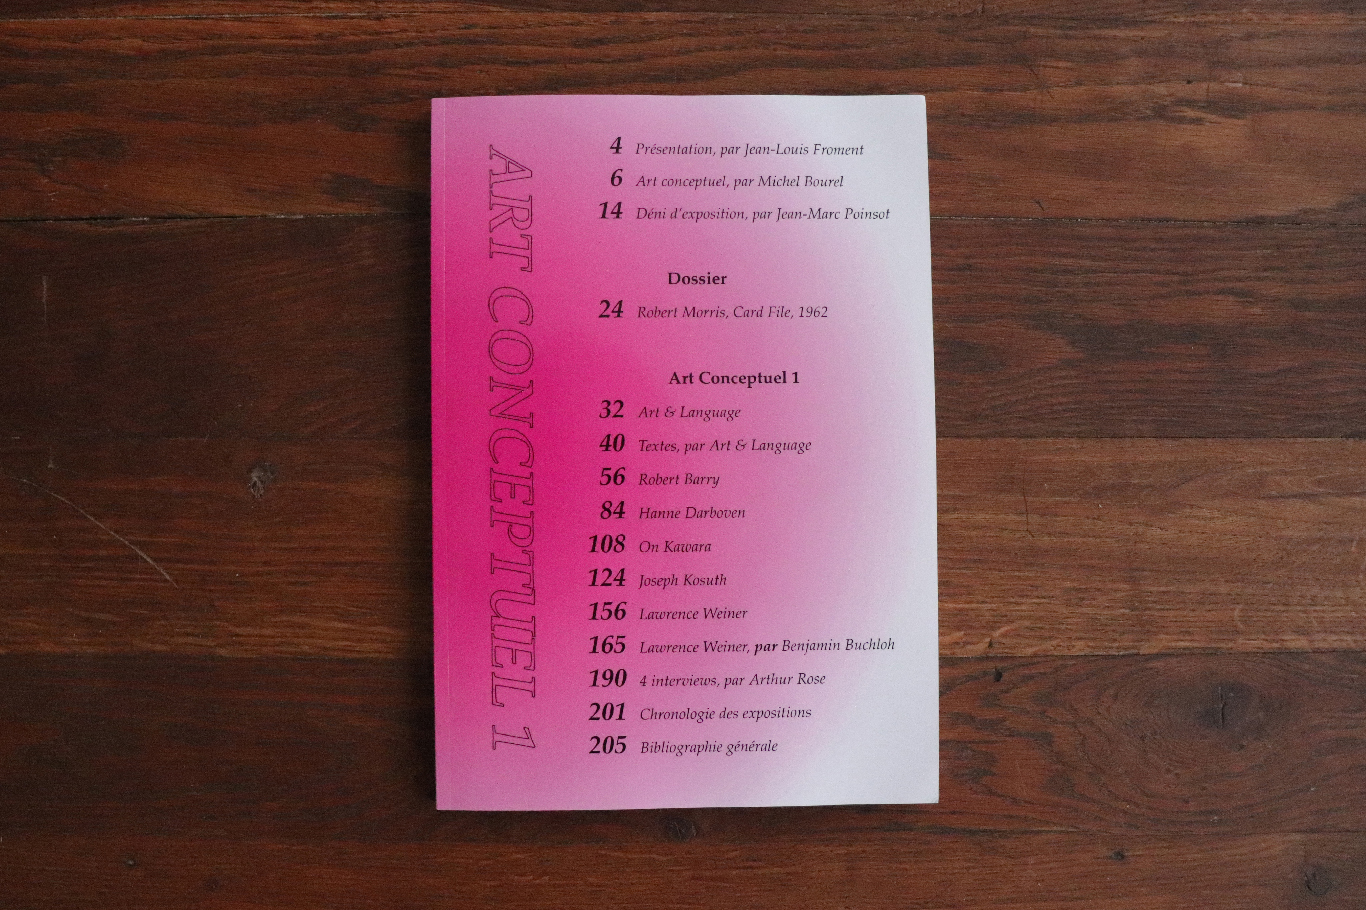 ART CONCEPTUEL 1
4 Présentation, par Jean-Louis Froment
6 Art conceptuel, par Michel Bourel
14 Déni d'exposition, par Jean-Marc Poinsot
Dossier
24 Robert Morris, Card File, 1962
Art Conceptuel 1
32 Art & Language
40 Textes, par Art & Language
56 Robert Barry
84 Hanne Darboven
108 On Kawara
124 Joseph Kosuth
156 Lawrence Weiner
165 Lawrence Weiner, par Benjamin Buchloh
190 4 interviews, par Arthur Rose
201 Chronologie des expositions
205 Bibliographie générale